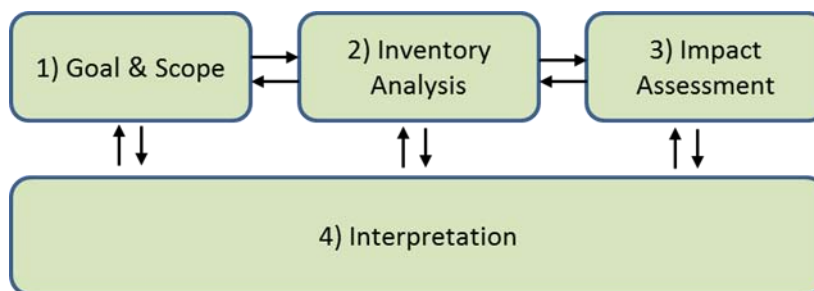 1) Goal & Scope
2) Inventory
Analysis
3) Impact
Assessment
4) Interpretation